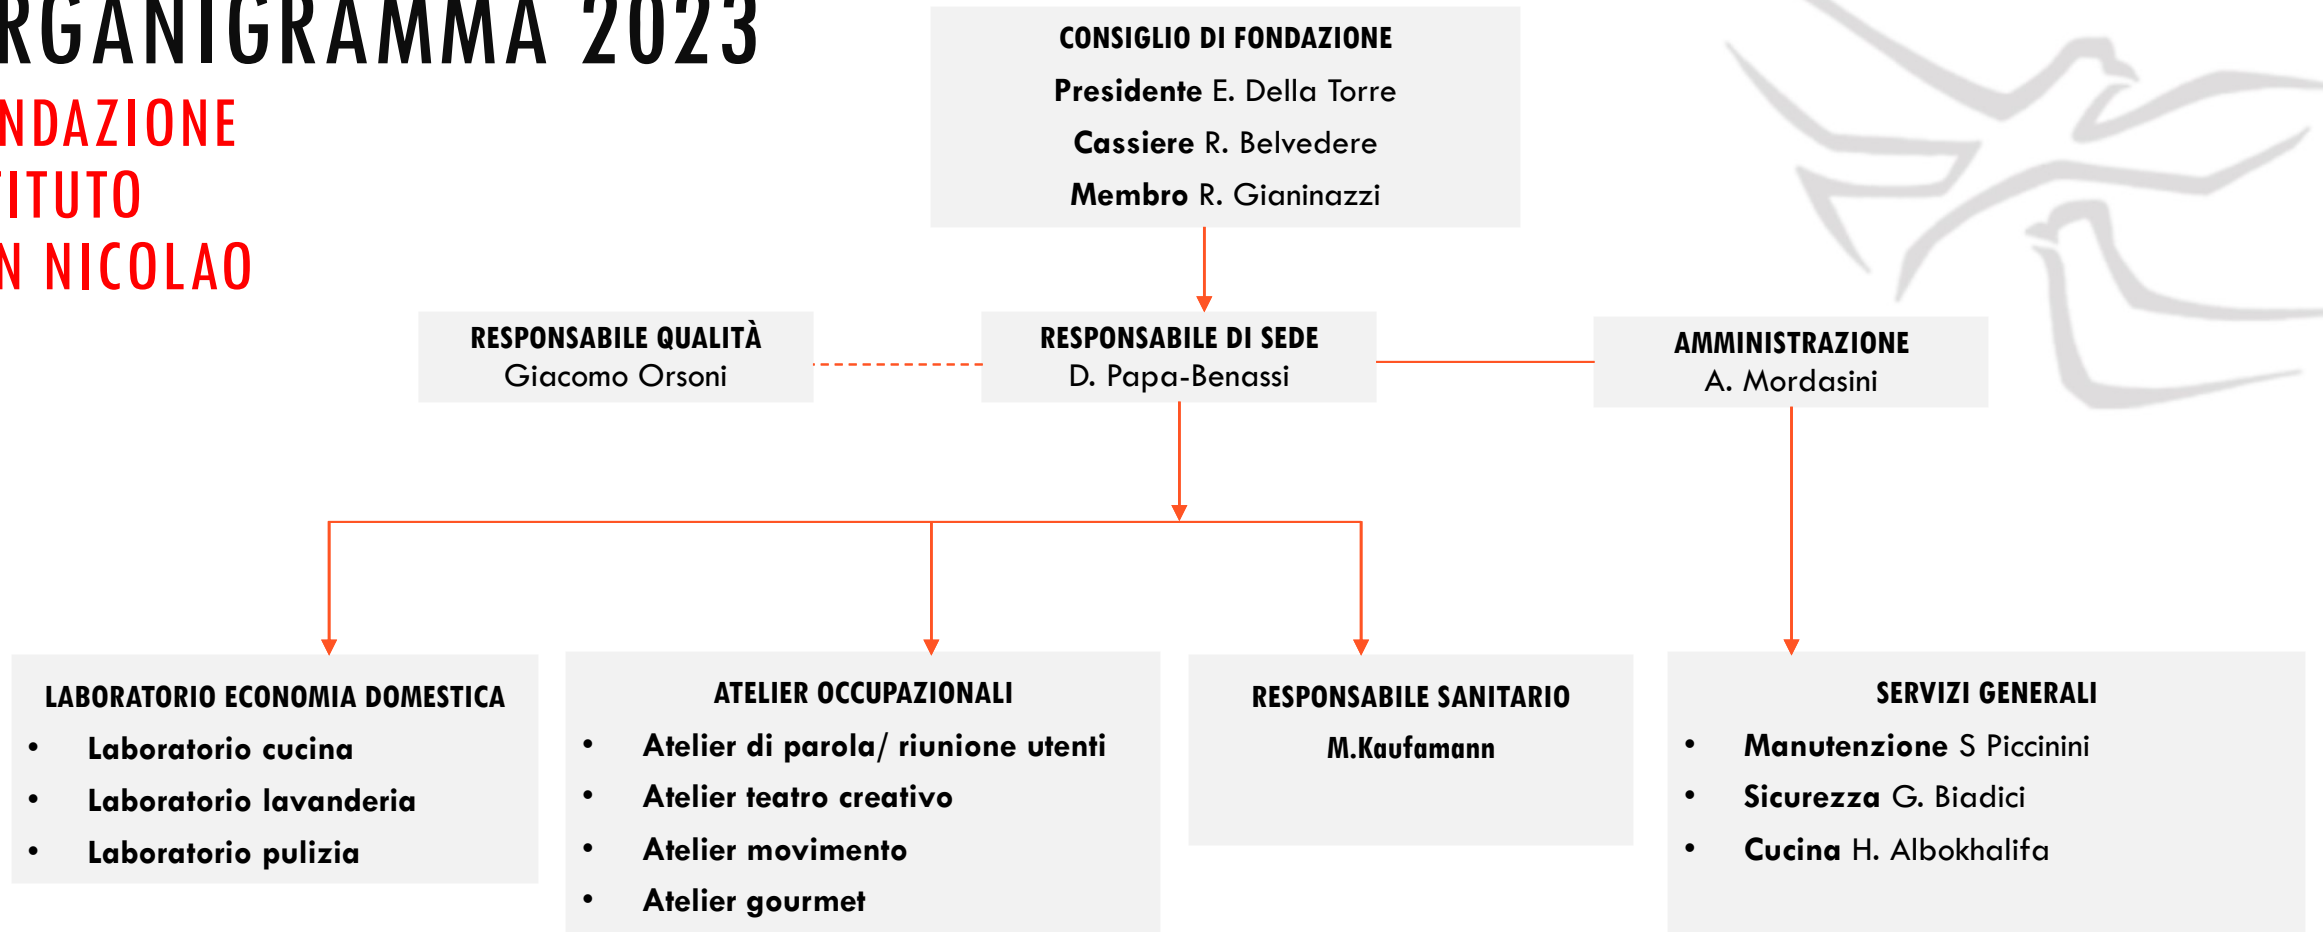 RGANIGRAMMA 2023
NDAZIONE
TITUTO
N NICOLAO
CONSIGLIO DI FONDAZIONE
Presidente E. Della Torre
Cassiere R. Belvedere
Membro R. Gianinazzi
RESPONSABILE QUALITÀ
Giacomo Orsoni
RESPONSABILE DI SEDE
D. Papa-Benassi
AMMINISTRAZIONE
A. Mordasini
LABORATORIO ECONOMIA DOMESTICA
• Laboratorio cucina
• Laboratorio lavanderia
• Laboratorio pulizia
ATELIER OCCUPAZIONALI
• Atelier di parola/ riunione utenti
• Atelier teatro creativo
• Atelier movimento
• Atelier gourmet
RESPONSABILE SANITARIO
M.Kaufamann
SERVIZI GENERALI
• Manutenzione S Piccinini
• Sicurezza G. Biadici
• Cucina H. Albokhalifa